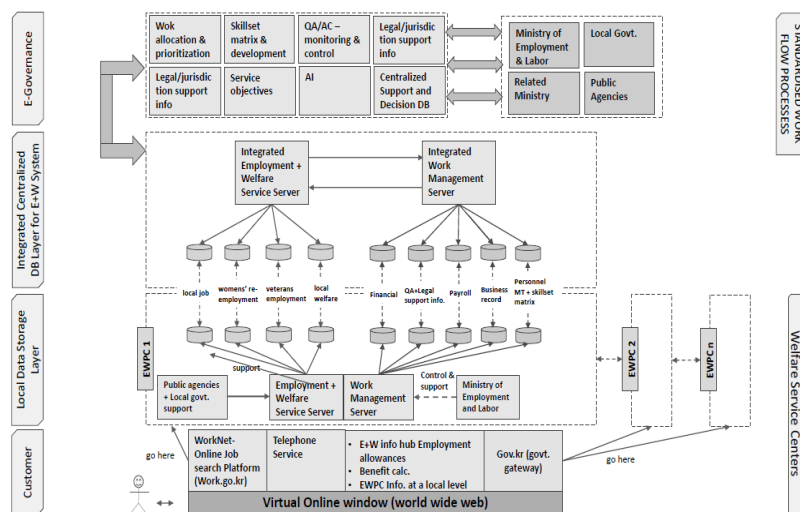 E-Governance
Wok
allocation &
prioritization
Skillset
matrix &
development
QA/AC –
monitoring &
control
Legal/jurisdic
tion support
info
Legal/jurisdic
tion support
info
Service
objectives
AI
Centralized
Support and
Decision DB
Ministry of
Employment
& Labor
Local Govt.
Related
Ministry
Public
Agencies
STANDARDISED WORK
FLOW PROCESSESS
Integrated Centralized
DB Layer for E+W System
Integrated
Employment +
Welfare
Service Server
Integrated
Work
Management
Server
local job
womens' re-
employment
veterans
employment
local
welfare
Financial
QA+Legal
support info.
Payroll
Business
record
Personnel
MT + skillset
matrix
Local Data Storage
Layer
EWPC 1
EWPC 2
EWPC n
support
Public agencies
+ Local govt.
support
Employment +
Welfare
Service Server
Work
Management
Server
Control &
support
Ministry of
Employment
and Labor
Welfare Service Centers
Customer
go here
WorkNet-
Online Job
search Platform
(Work.go.kr)
Telephone
Service
• E+W info hub Employment
allowances
• Benefit calc.
• EWPC Info. at a local level
Gov.kr (govt.
gateway)
go here
Virtual Online window (world wide web)